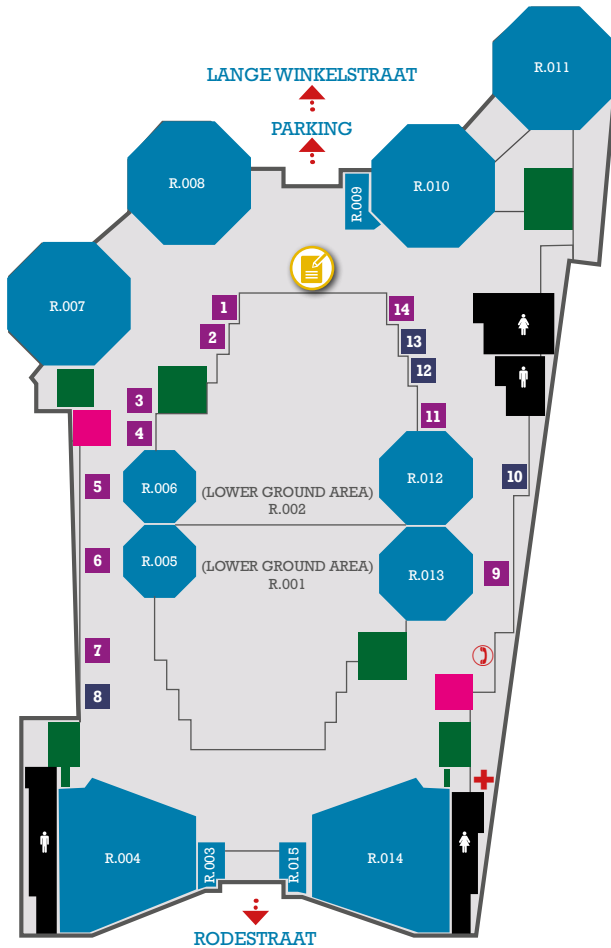 R.011
LANGE WINKELSTRAAT
PARKING
R.008
R.009
R.010
R.007
1
14
2
13
12
3
11
4
R.006
(LOWER GROUND AREA)
R.002
R.012
10
5
R.005
(LOWER GROUND AREA)
R.001
R.013
6
9
7
8
R.004
R.003
R.015
R.014
RODESTRAAT